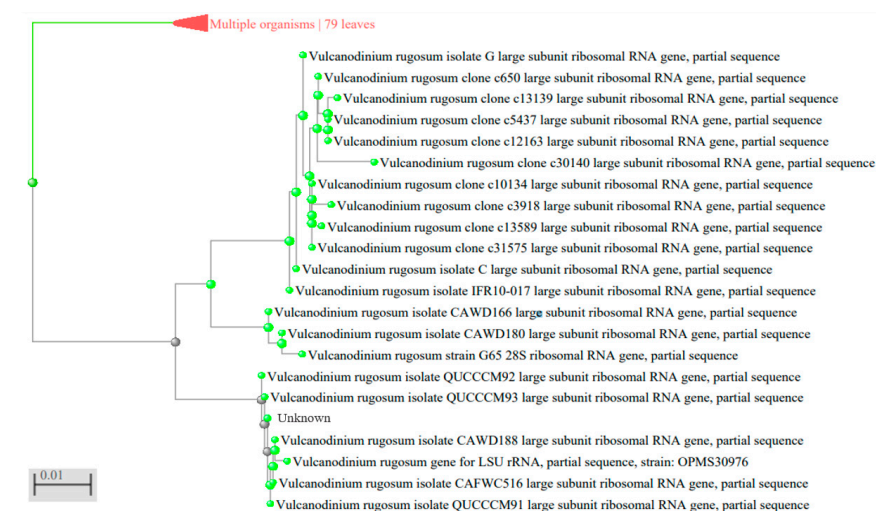 Multiple organisms | 79 leaves
Vulcanodinium rugosum isolate G large subunit ribosomal RNA gene, partial sequence
Vulcanodinium rugosum clone c650 large subunit ribosomal RNA gene, partial sequence
Vulcanodinium rugosum clone c13139 large subunit ribosomal RNA gene, partial sequence
Vulcanodinium rugosum clone c5437 large subunit ribosomal RNA gene, partial sequence
Vulcanodinium rugosum clone c12163 large subunit ribosomal RNA gene, partial sequence
Vulcanodinium rugosum clone c30140 large subunit ribosomal RNA gene, partial sequence
Vulcanodinium rugosum clone c10134 large subunit ribosomal RNA gene, partial sequence
Vulcanodinium rugosum clone c3918 large subunit ribosomal RNA gene, partial sequence
Vulcanodinium rugosum clone c13589 large subunit ribosomal RNA gene, partial sequence
Vulcanodinium rugosum clone c31575 large subunit ribosomal RNA gene, partial sequence
Vulcanodinium rugosum isolate C large subunit ribosomal RNA gene, partial sequence
Vulcanodinium rugosum isolate IFR10-017 large subunit ribosomal RNA gene, partial sequence
Vulcanodinium rugosum isolate CAWD166 large subunit ribosomal RNA gene, partial sequence
Vulcanodinium rugosum isolate CAWD180 large subunit ribosomal RNA gene, partial sequence
Vulcanodinium rugosum strain G65 28S ribosomal RNA gene, partial sequence
Vulcanodinium rugosum isolate QUCCCM92 large subunit ribosomal RNA gene, partial sequence
Vulcanodinium rugosum isolate QUCCCM93 large subunit ribosomal RNA gene, partial sequence
Unknown
Vulcanodinium rugosum isolate CAWD188 large subunit ribosomal RNA gene, partial sequence
Vulcanodinium rugosum gene for LSU rRNA, partial sequence, strain: OPMS30976
Vulcanodinium rugosum isolate CAFWC516 large subunit ribosomal RNA gene, partial sequence
0.01
Vulcanodinium rugosum isolate QUCCCM91 large subunit ribosomal RNA gene, partial sequence